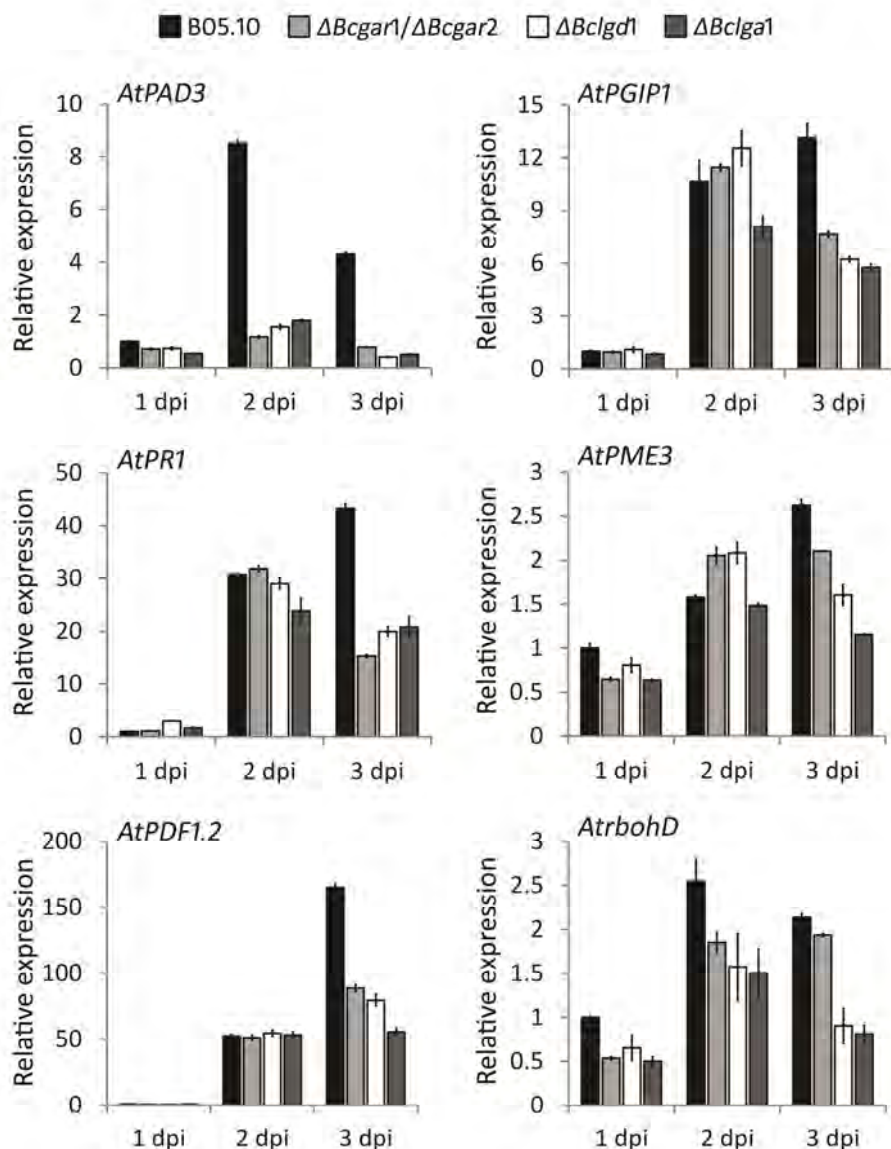 B05.10 ΔBcgar1/ΔBcgar2 ΔBclgd1 ΔBclga1
AtPAD3
Relative expression
10
8
6
4
2
0
1 dpi 2 dpi 3 dpi
AtPGIP1
Relative expression
15
12
9
6
3
0
1 dpi 2 dpi 3 dpi
AtPR1
Relative expression
50
40
30
20
10
0
1 dpi 2 dpi 3 dpi
AtPME3
Relative expression
3
2.5
2
1.5
1
0.5
0
1 dpi 2 dpi 3 dpi
AtPDF1.2
Relative expression
200
150
100
50
0
1 dpi 2 dpi 3 dpi
AtrbohD
Relative expression
3
2.5
2
1.5
1
0.5
0
1 dpi 2 dpi 3 dpi